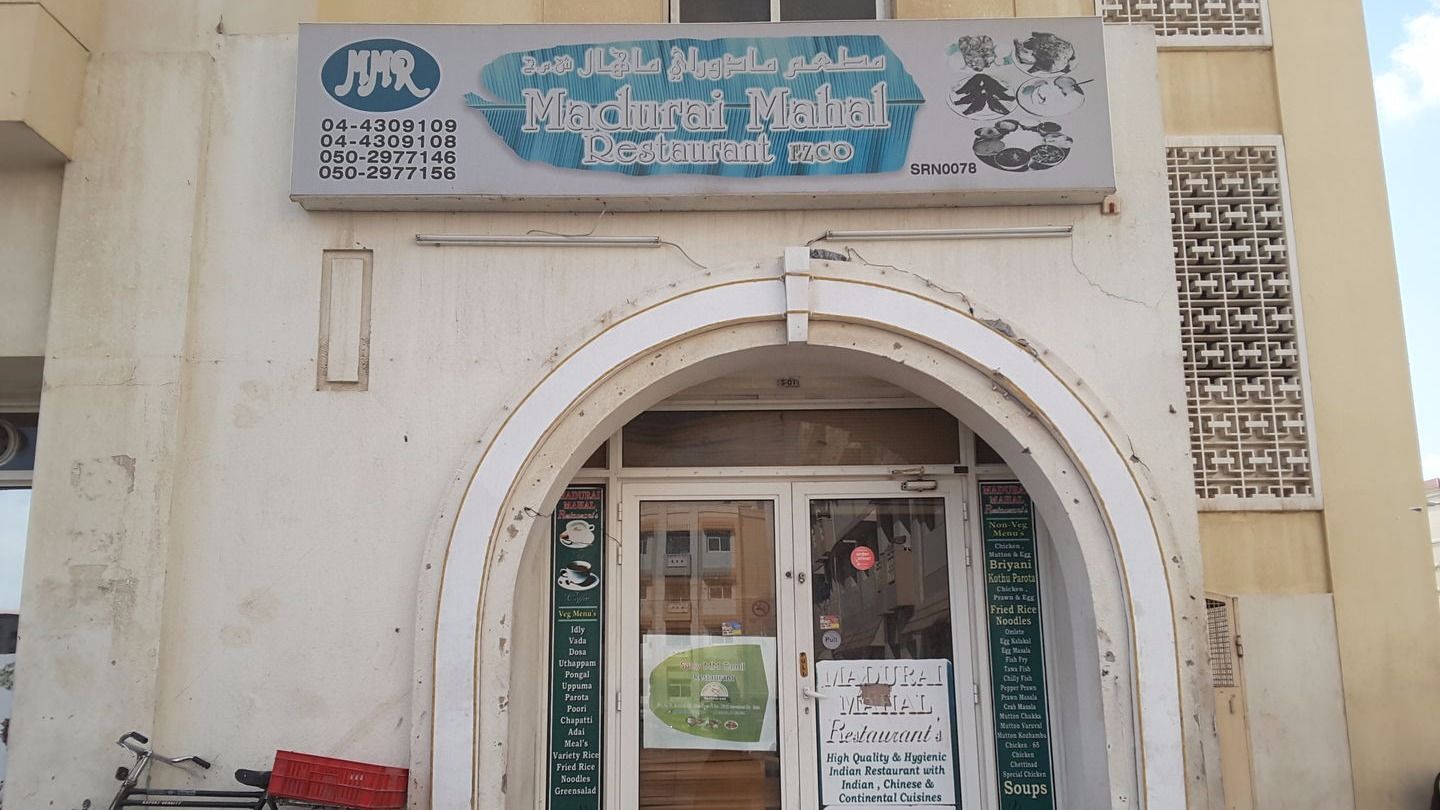 MMR
04-4309109
04-4309108
050-2977146
050-2977156
مطعم مادوراي ماهال ش.م.ح
Madurai Mahal
Restaurant FZCO
SRN0078
S-01
MADURAI
MAHAL
Restaurant's
Veg Menu's
Idly
Vada
Dosa
Uthappam
Pongal
Uppuma
Parota
Poori
Chapatti
Adai
Meal's
Variety Rice
Fried Rice
Noodles
Greensalad
Tamil
Restaurant
Pull
MADURAI
MAHAL
Restaurant's
High Quality & Hygienic
Indian Restaurant with
Indian , Chinese &
Continental Cuisines
MADURAI
MAHAL
Restaurant's
Non-Veg
Menu's
Chicken ,
Mutton & Egg
Briyani
Kothu Parota
Chicken ,
Prawn & Egg
Fried Rice
Noodles
Omlete
Egg Kalakal
Egg Masala
Fish Fry
Tawa Fish
Chilly Fish
Pepper Prawn
Prawn Masala
Crab Masala
Mutton Chukka
Mutton Varuval
Mutton Kozhambu
Chicken - 65
Chicken
Chettinad
Special Chicken
Soups